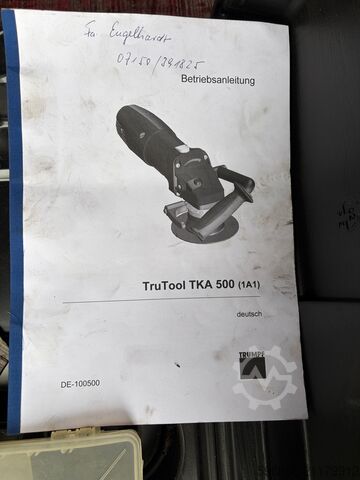 Fa. Engelhardt
07150/391825
Betriebsanleitung
TruTool TKA 500 (1A1)
deutsch
TRUMPF
DE-100500